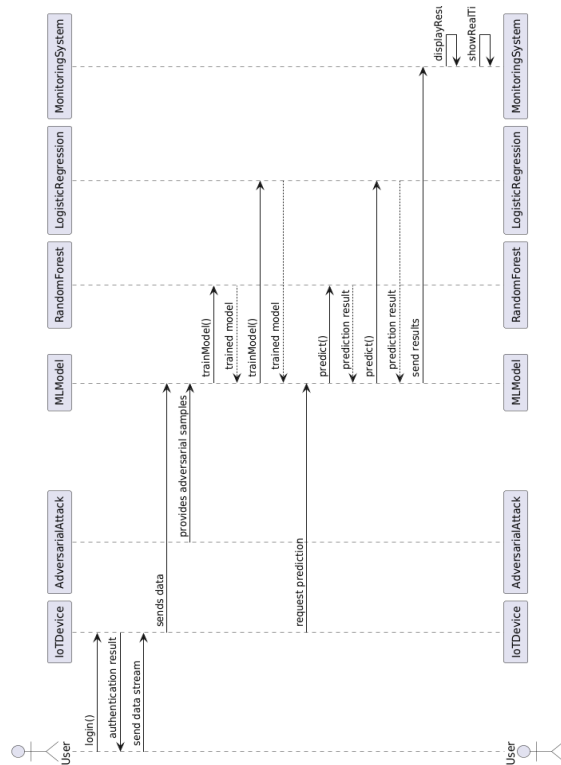 User
IoTDevice
AdversarialAttack
MLModel
RandomForest
LogisticRegression
MonitoringSystem
login()
authentication result
send data stream
sends data
provides adversarial samples
trainModel()
trained model
trainModel()
trained model
request prediction
predict()
prediction result
predict()
prediction result
send results
showRealTi
User
IoTDevice
AdversarialAttack
MLModel
RandomForest
LogisticRegression
MonitoringSystem